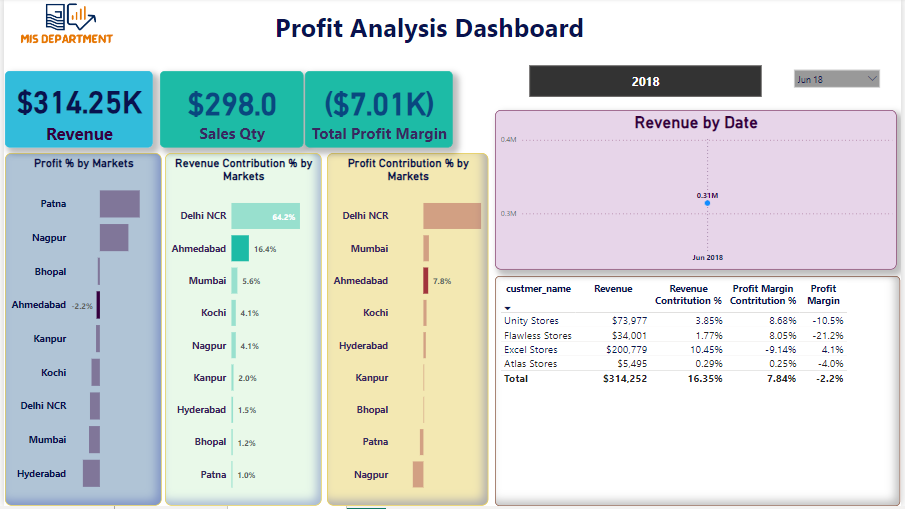 MIS DEPARTMENT
Profit Analysis Dashboard
$314.25K
Revenue
$298.0
Sales Qty
($7.01K)
Total Profit Margin
2018
Jun 18
Profit % by Markets
Patna
Nagpur
Bhopal
Ahmedabad -2.2%
Kanpur
Kochi
Delhi NCR
Mumbai
Hyderabad
Revenue Contribution % by
Markets
Delhi NCR 64.2%
Ahmedabad 16.4%
Mumbai 5.6%
Kochi 4.1%
Nagpur 4.1%
Kanpur 2.0%
Hyderabad 1.5%
Bhopal 1.2%
Patna 1.0%
Profit Contribution % by
Markets
Delhi NCR
Mumbai
Ahmedabad 7.8%
Kochi
Hyderabad
Kanpur
Bhopal
Patna
Nagpur
Revenue by Date
0.4M
0.31M
0.3M
Jun 2018
custmer_name Revenue Revenue Profit Margin Profit
Contritution % Contribution % Margin
Unity Stores $73,977 3.85% 8.68% -10.5%
Flawless Stores $34,001 1.77% 8.05% -21.2%
Excel Stores $200,779 10.45% -9.14% 4.1%
Atlas Stores $5,495 0.29% 0.25% -4.0%
Total $314,252 16.35% 7.84% -2.2%